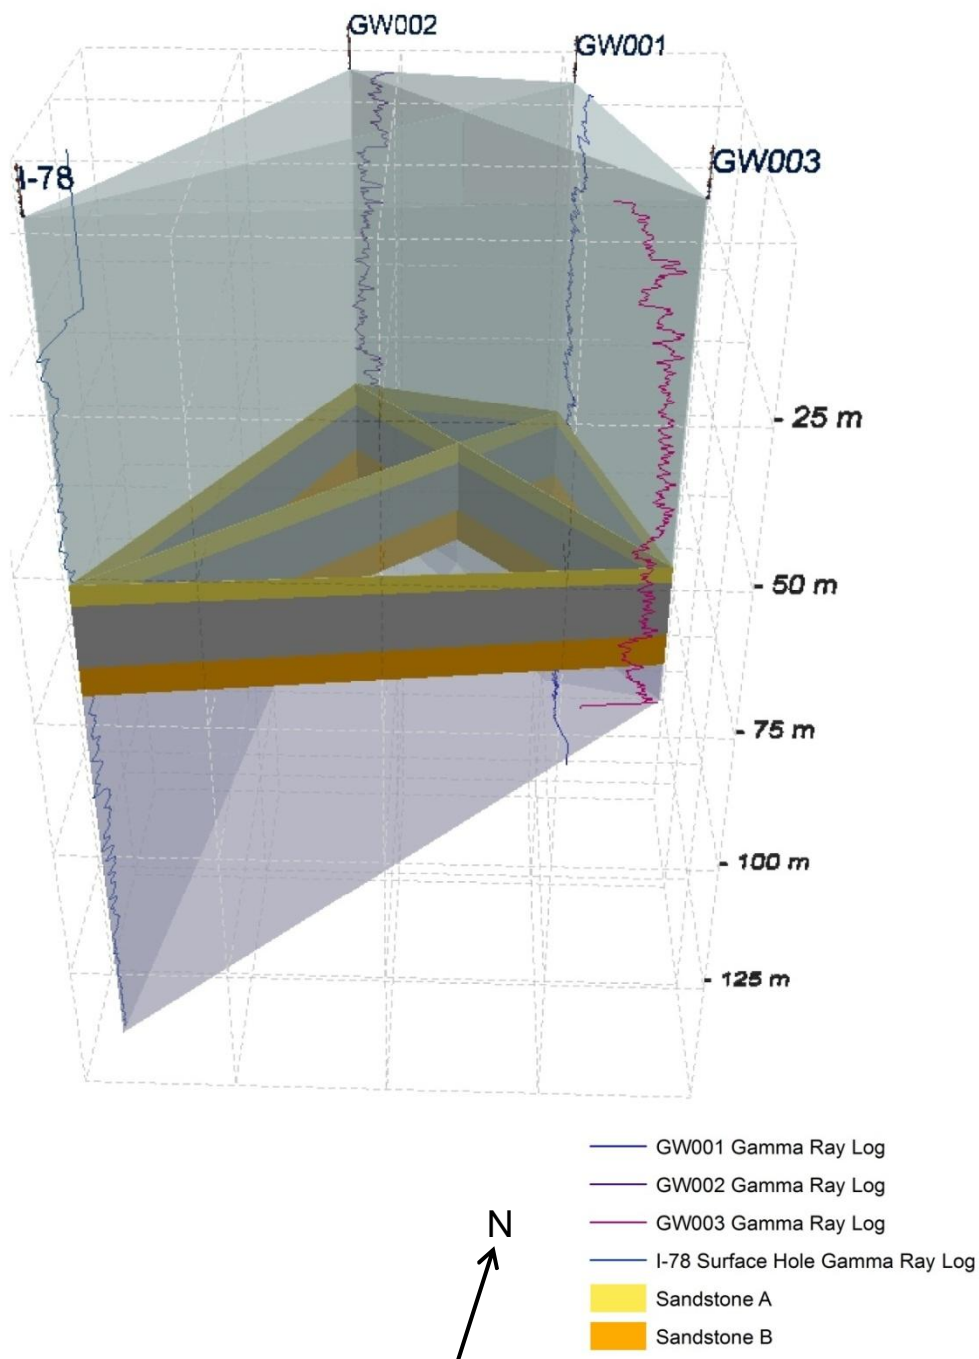 GW002
GW001
I-78
GW003
- 25 m
- 50 m
- 75 m
- 100 m
- 125 m
N
GW001 Gamma Ray Log
GW002 Gamma Ray Log
GW003 Gamma Ray Log
I-78 Surface Hole Gamma Ray Log
Sandstone A
Sandstone B